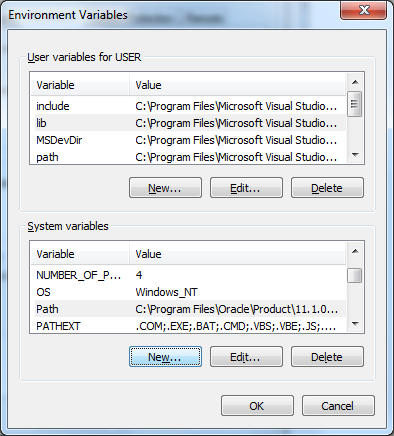 Environment Variables
User variables for USER
Variable Value
include C:\Program Files\Microsoft Visual Studio...
lib C:\Program Files\Microsoft Visual Studio...
MSDevDir C:\Program Files\Microsoft Visual Studio...
path C:\Program Files\Microsoft Visual Studio...
New... Edit... Delete
System variables
Variable Value
NUMBER_OF_P... 4
OS Windows_NT
Path C:\Program Files\Oracle\Product\11.1.0...
PATHEXT .COM;.EXE;.BAT;.CMD;.VBS;.VBE;.JS;...
New... Edit... Delete
OK Cancel